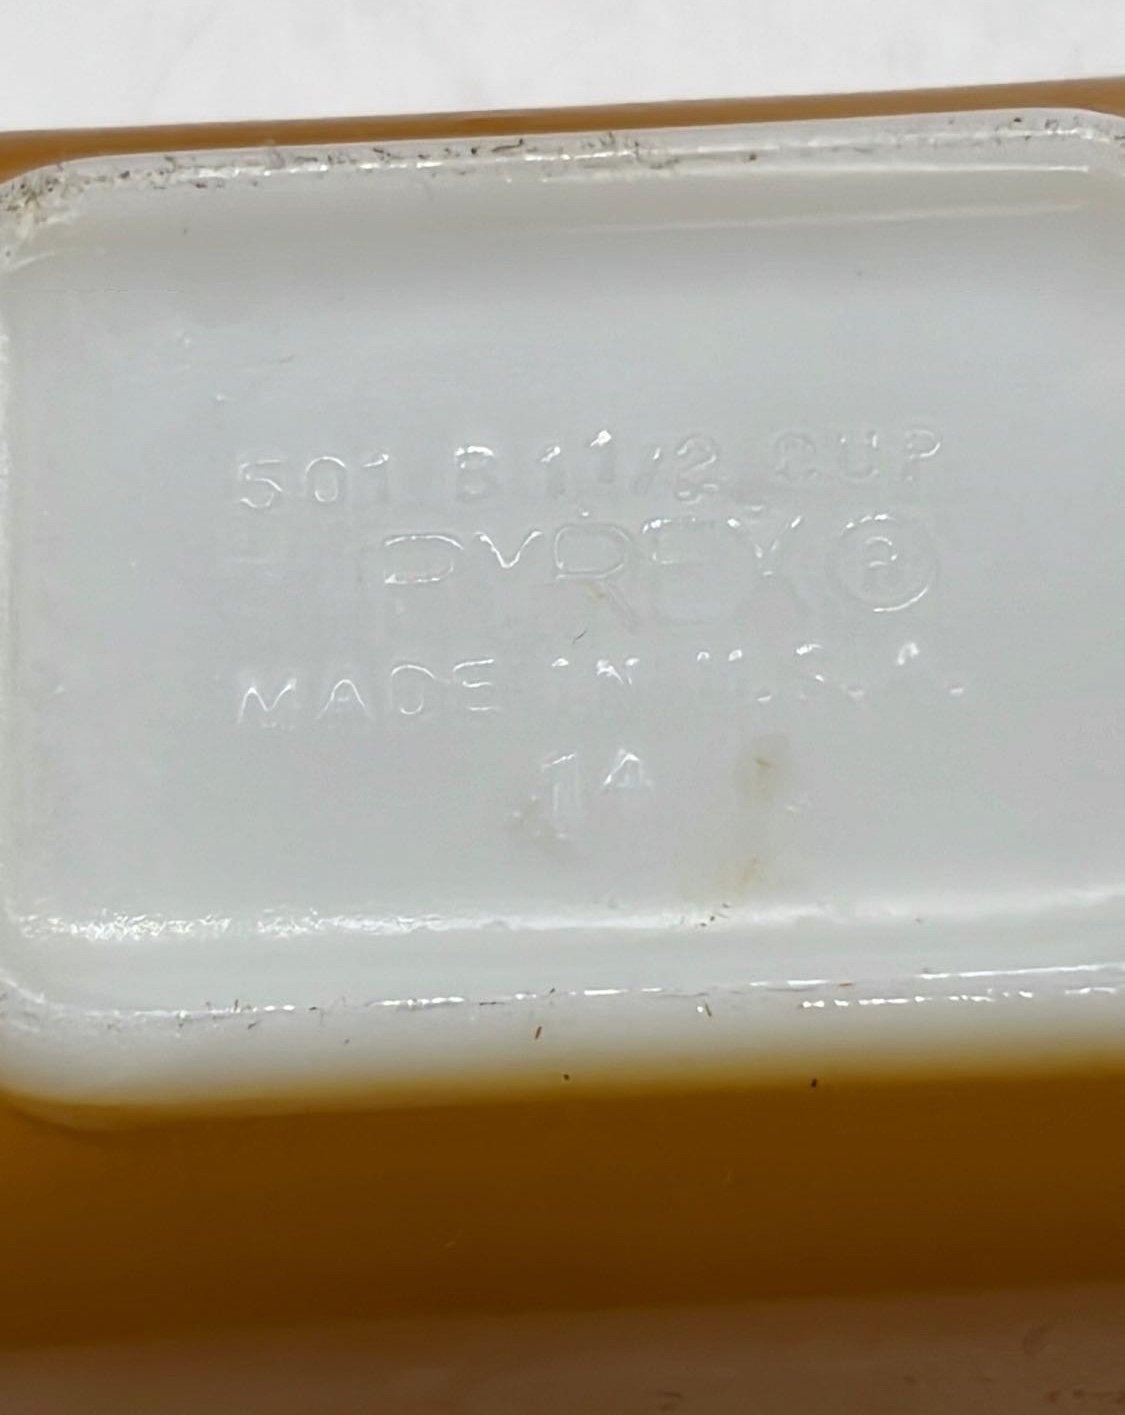 501 B 1 1/2 CUP
PYREX ®
MADE IN U.S.A.
14